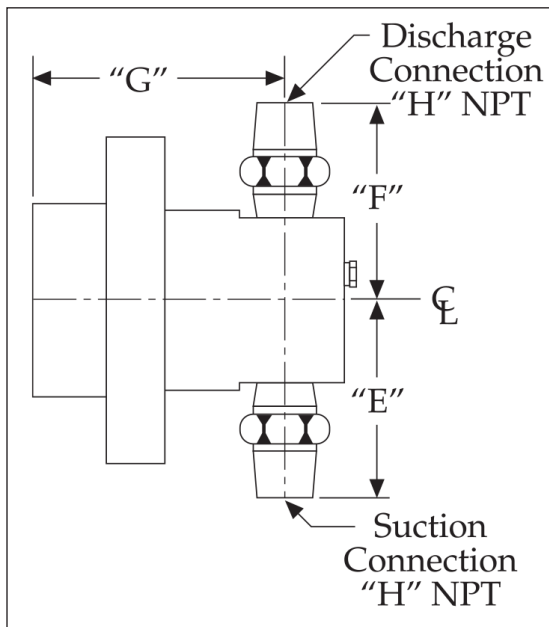 Discharge
Connection
“H” NPT
“G”
“F”
℄
“E”
Suction
Connection
“H” NPT